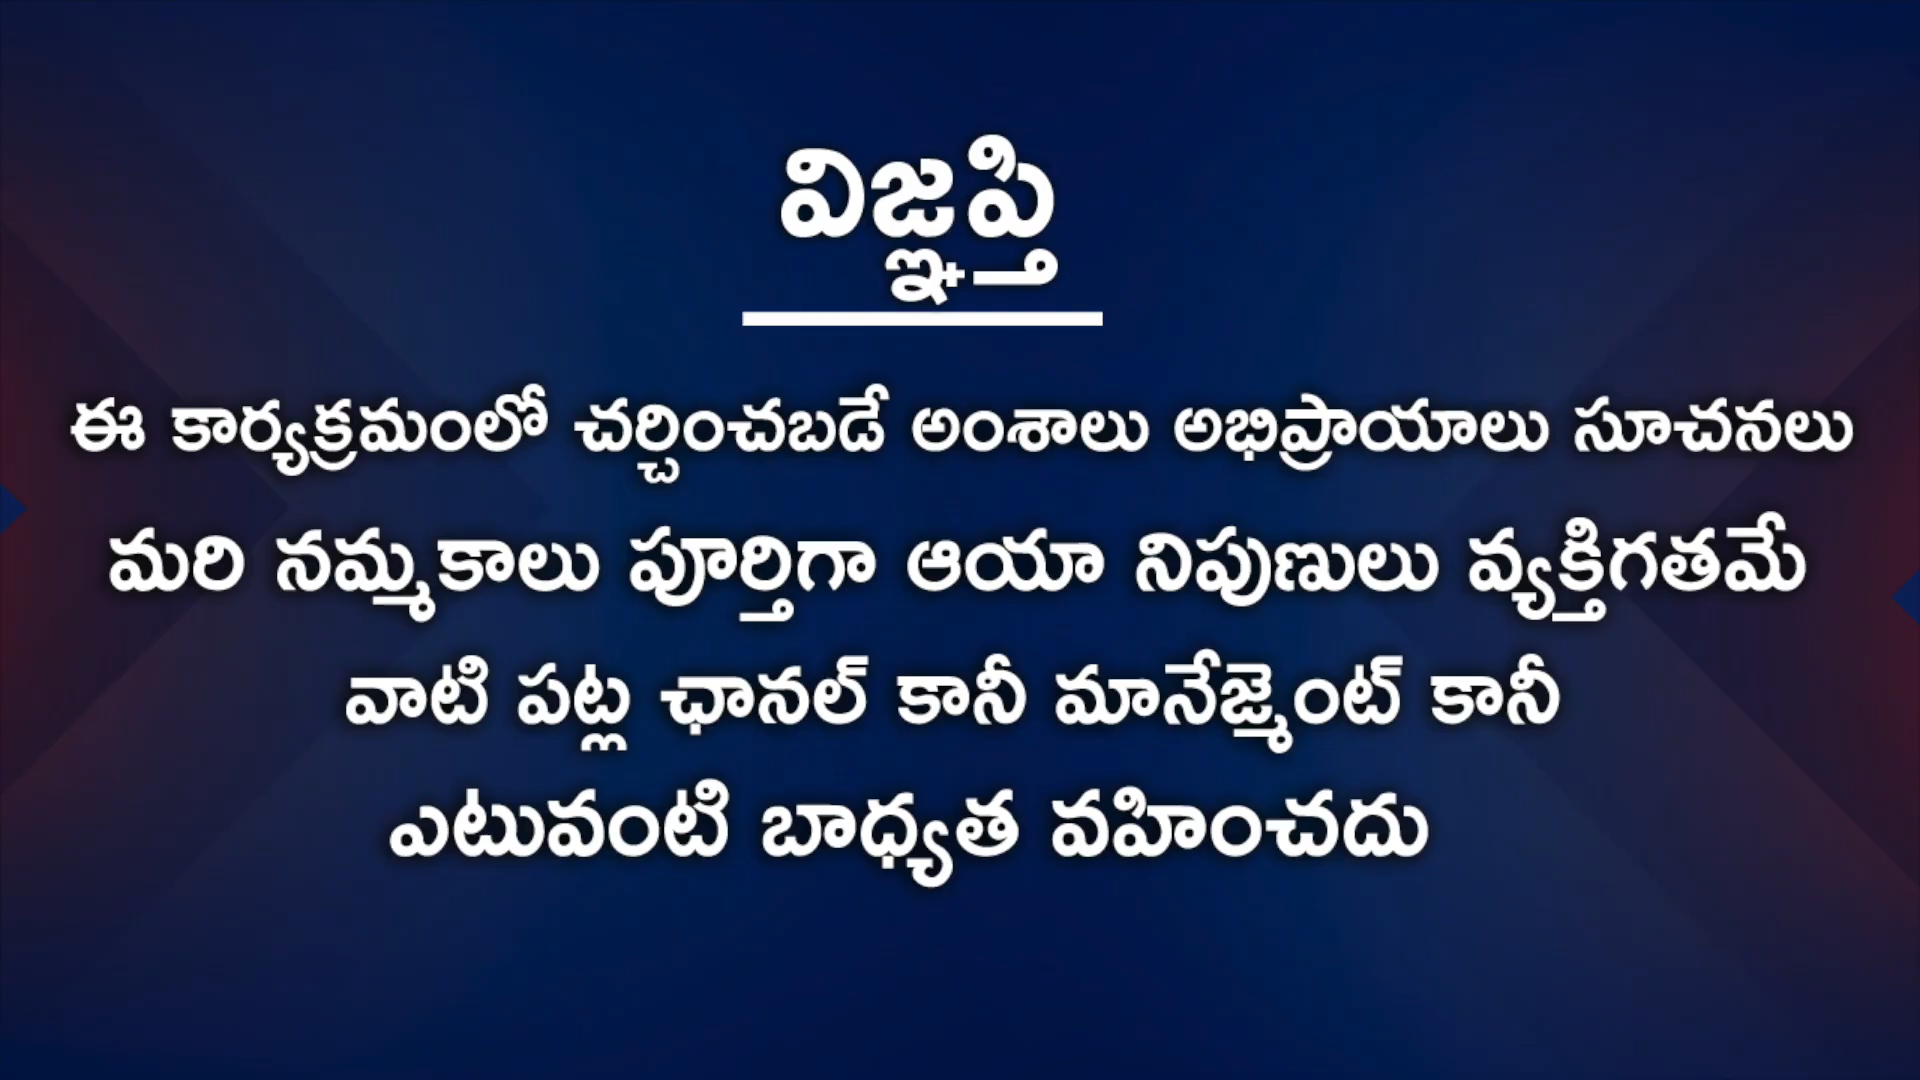 విజ్ఞప్తి
ఈ కార్యక్రమంలో చర్చించబడే అంశాలు అభిప్రాయాలు సూచనలు
మరి నమ్మకాలు పూర్తిగా ఆయా నిపుణులు వ్యక్తిగతమే
వాటి పట్ల ఛానల్ కానీ మానేజ్మెంట్ కానీ
ఎటువంటి బాధ్యత వహించదు